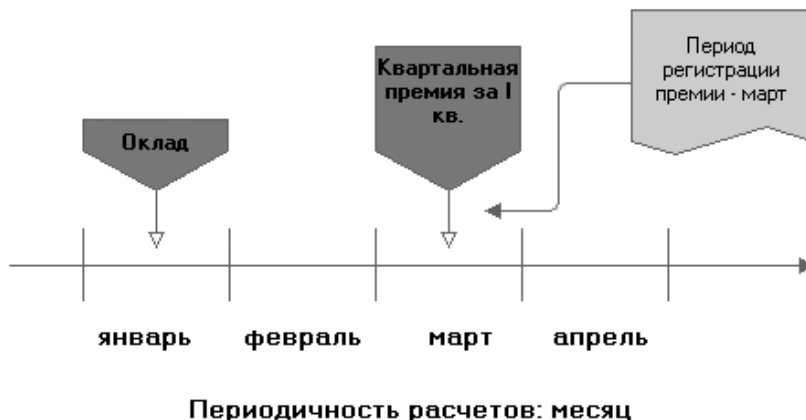 Оклад
Квартальная
премия за I
кв.
Период
регистрации
премии - март
январь
февраль
март
апрель
Периодичность расчетов: месяц